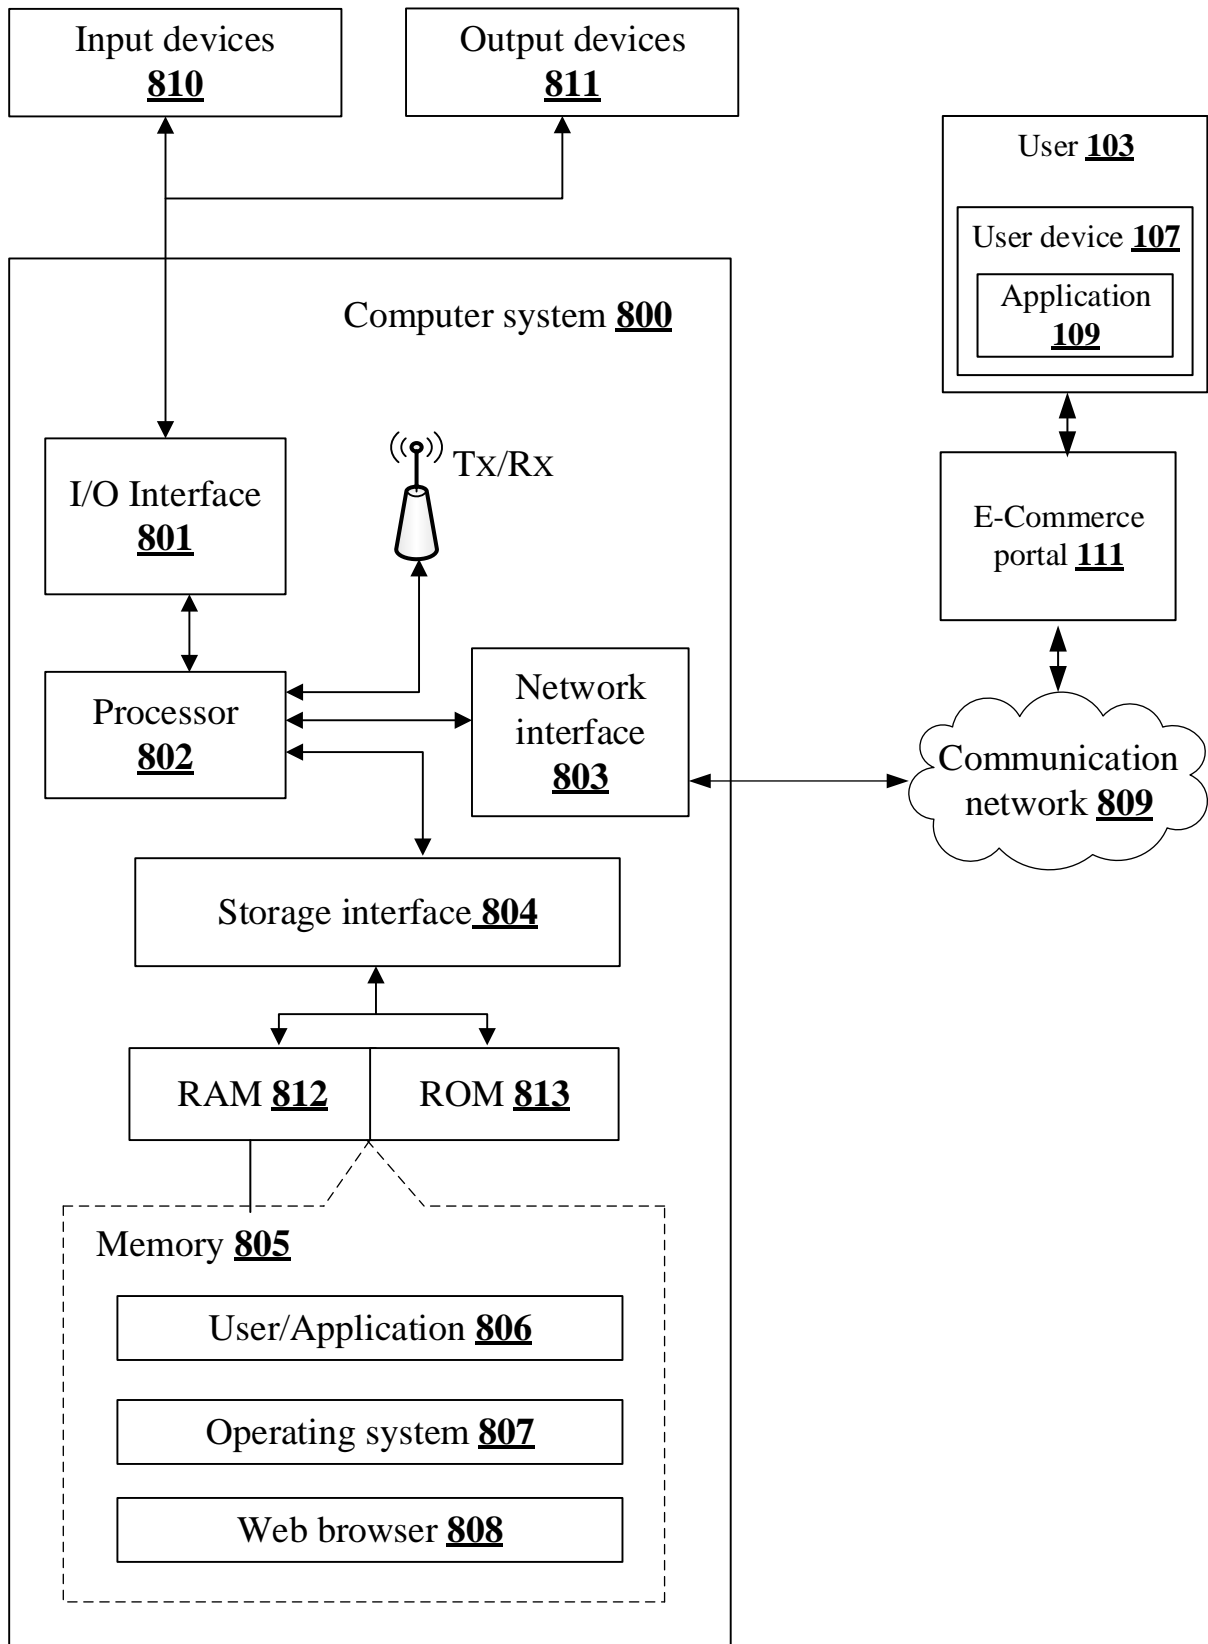 Input devices
810
Output devices
811
User 103
User device 107
Application
109
Computer system 800
I/O Interface
801
Tx/Rx
E-Commerce
portal 111
Processor
802
Network
interface
803
Communication
network 809
Storage interface 804
RAM 812
ROM 813
Memory 805
User/Application 806
Operating system 807
Web browser 808